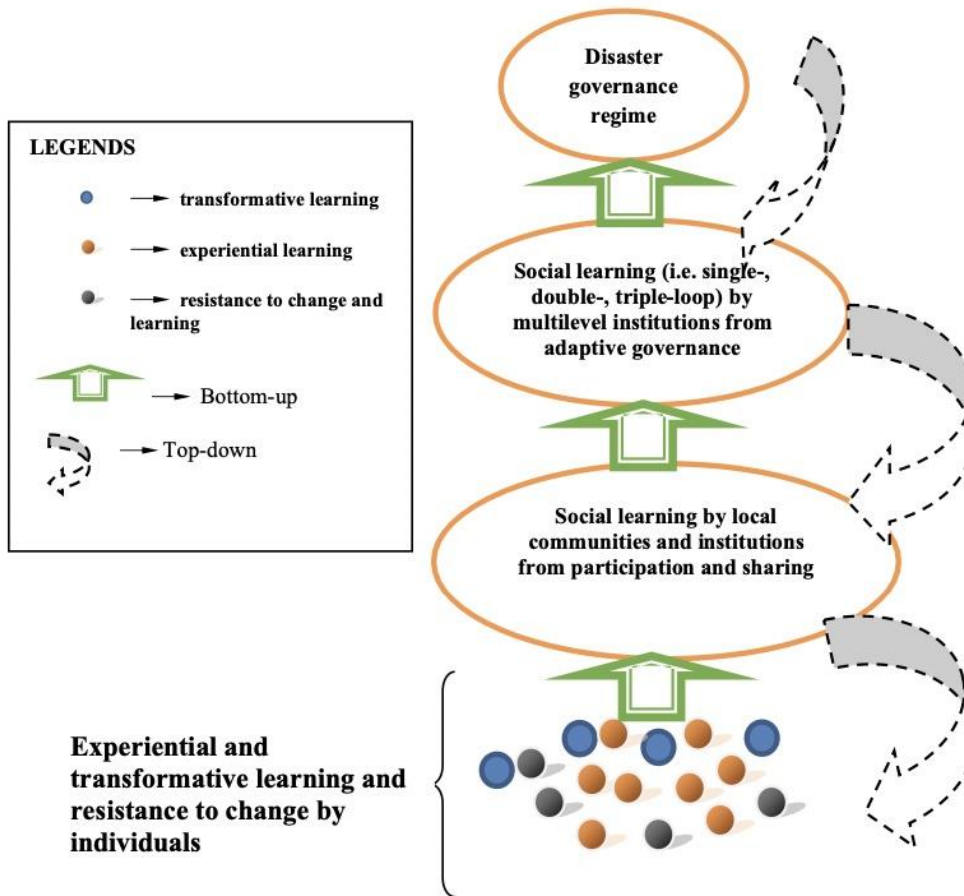 Disaster
governance
regime
LEGENDS
transformative learning
experiential learning
resistance to change and
learning
Bottom-up
Top-down
Social learning (i.e. single-,
double-, triple-loop) by
multilevel institutions from
adaptive governance
Social learning by local
communities and institutions
from participation and sharing
Experiential and
transformative learning and
resistance to change by
individuals